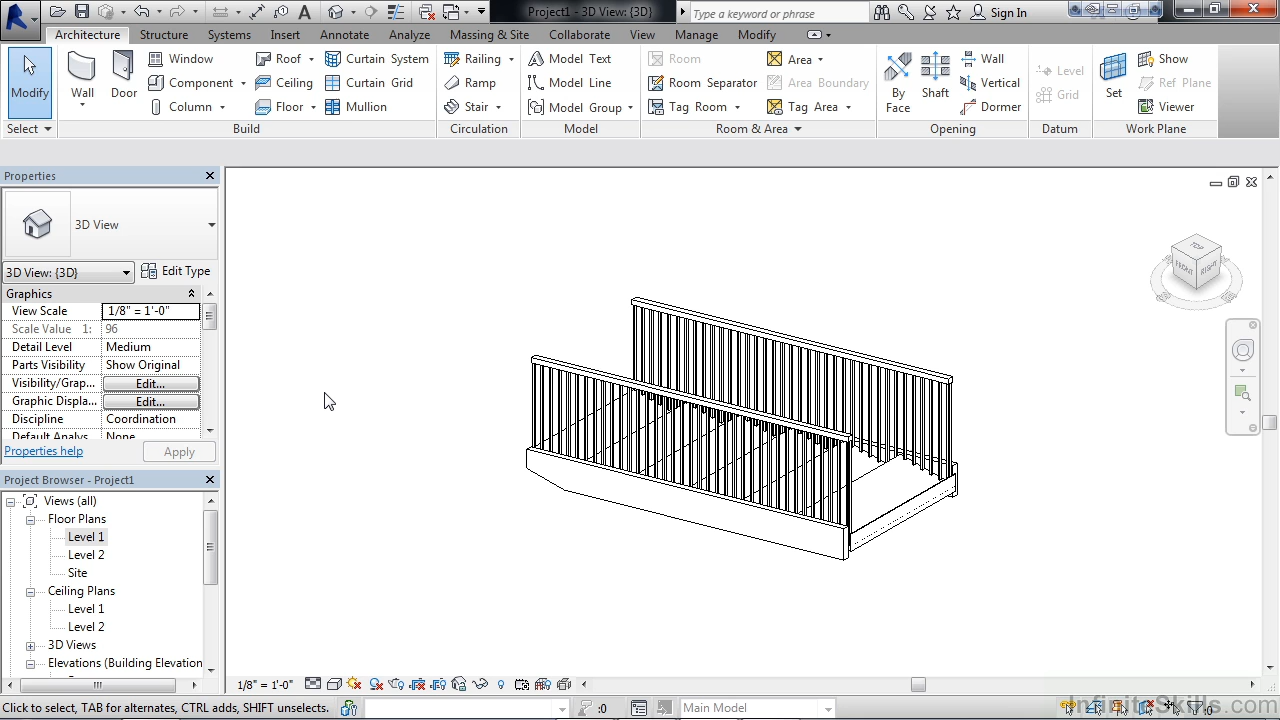 Project1 - 3D View: {3D}
Type a keyword or phrase
Sign In
Architecture Structure Systems Insert Annotate Analyze Massing & Site Collaborate View Manage Modify
Modify
Select
Wall
Door
Window
Component
Column
Roof
Ceiling
Floor
Curtain System
Curtain Grid
Mullion
Build
Railing
Ramp
Stair
Circulation
Model Text
Model Line
Model Group
Model
Room
Room Separator
Tag Room
Area
Area Boundary
Tag Area
Room & Area
By Face
Shaft
Wall
Vertical
Dormer
Opening
Level
Grid
Datum
Set
Show
Ref Plane
Viewer
Work Plane
Properties
3D View
3D View: {3D}
Edit Type
Graphics
View Scale 1/8" = 1'-0"
Scale Value 1: 96
Detail Level Medium
Parts Visibility Show Original
Visibility/Grap... Edit...
Graphic Displa... Edit...
Discipline Coordination
Default Analys... None
Properties help
Apply
Project Browser - Project1
Views (all)
Floor Plans
Level 1
Level 2
Site
Ceiling Plans
Level 1
Level 2
3D Views
Elevations (Building Elevation
TOP
FRONT
RIGHT
1/8" = 1'-0"
Click to select, TAB for alternates, CTRL adds, SHIFT unselects.
:0
Main Model
:0
InfiniteSkills.com